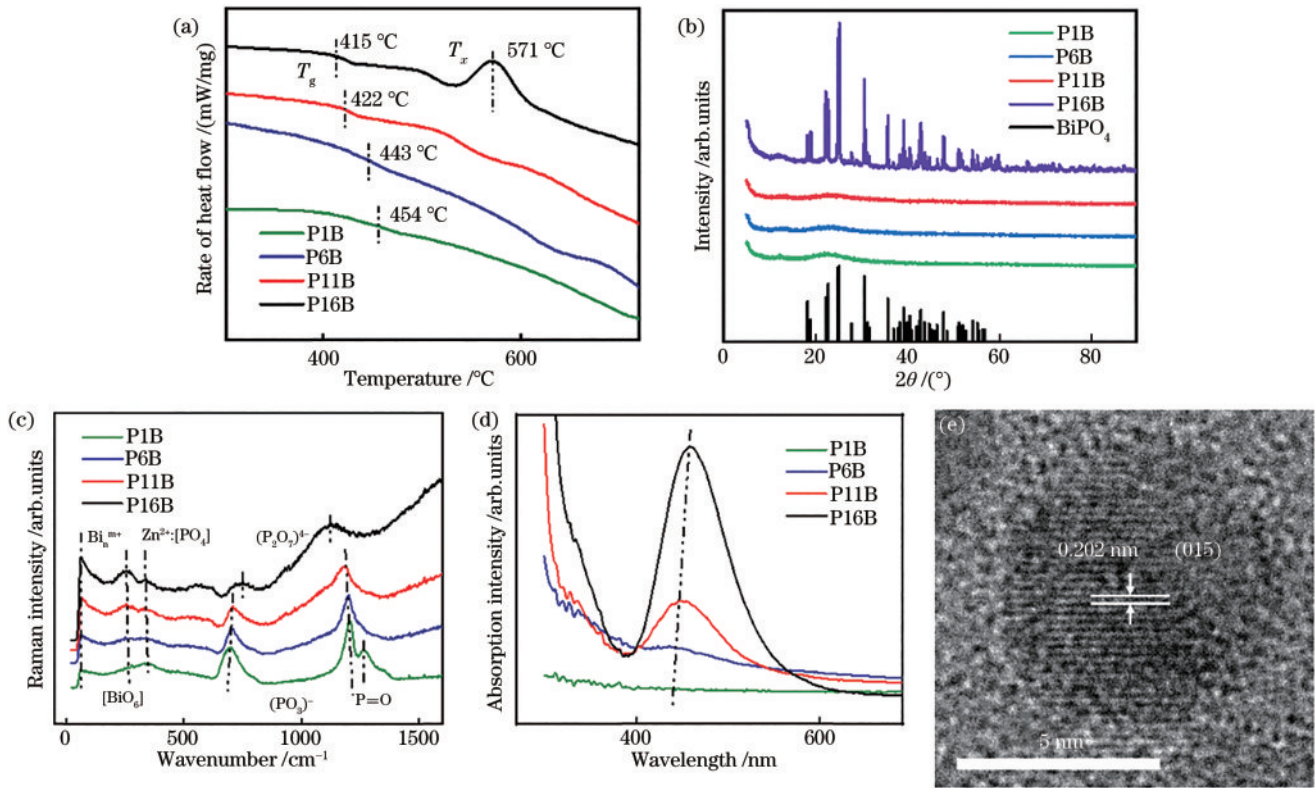 (a)
415 ℃
Tₓ
571 ℃
T_g
422 ℃
443 ℃
454 ℃
P1B
P6B
P11B
P16B
Rate of heat flow /(mW/mg)
400
600
Temperature /℃
(b)
P1B
P6B
P11B
P16B
BiPO₄
Intensity /arb.units
0
20
40
60
80
2θ /(°)
(c)
P1B
P6B
P11B
P16B
Biₙᵐ⁺
Zn²⁺:[PO₄]
(P₂O₇)⁴⁻
[BiO₆]
(PO₃)⁻
P=O
Raman intensity /arb.units
0
500
1000
1500
Wavenumber /cm⁻¹
(d)
P1B
P6B
P11B
P16B
Absorption intensity /arb.units
400
600
Wavelength /nm
(e)
0.202 nm
(015)
5 nm